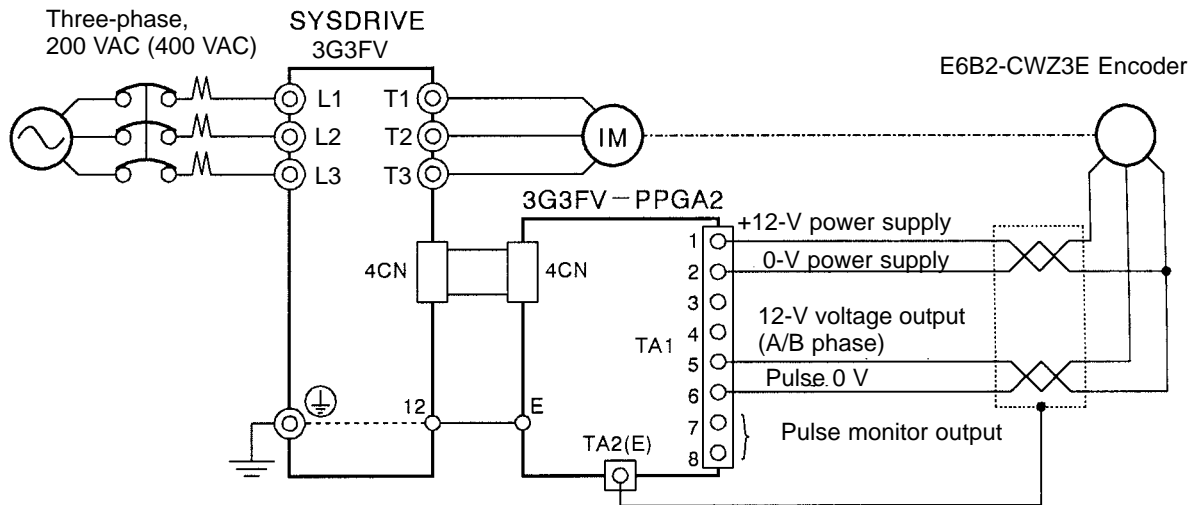 Three-phase,
200 VAC (400 VAC)
SYSDRIVE
3G3FV
E6B2-CWZ3E Encoder
L1
T1
L2
T2
IM
L3
T3
3G3FV-PPGA2
1
+12-V power supply
4CN
4CN
2
0-V power supply
3
4
12-V voltage output
(A/B phase)
TA1
5
6
Pulse 0 V
12
E
7
Pulse monitor output
TA2(E)
8